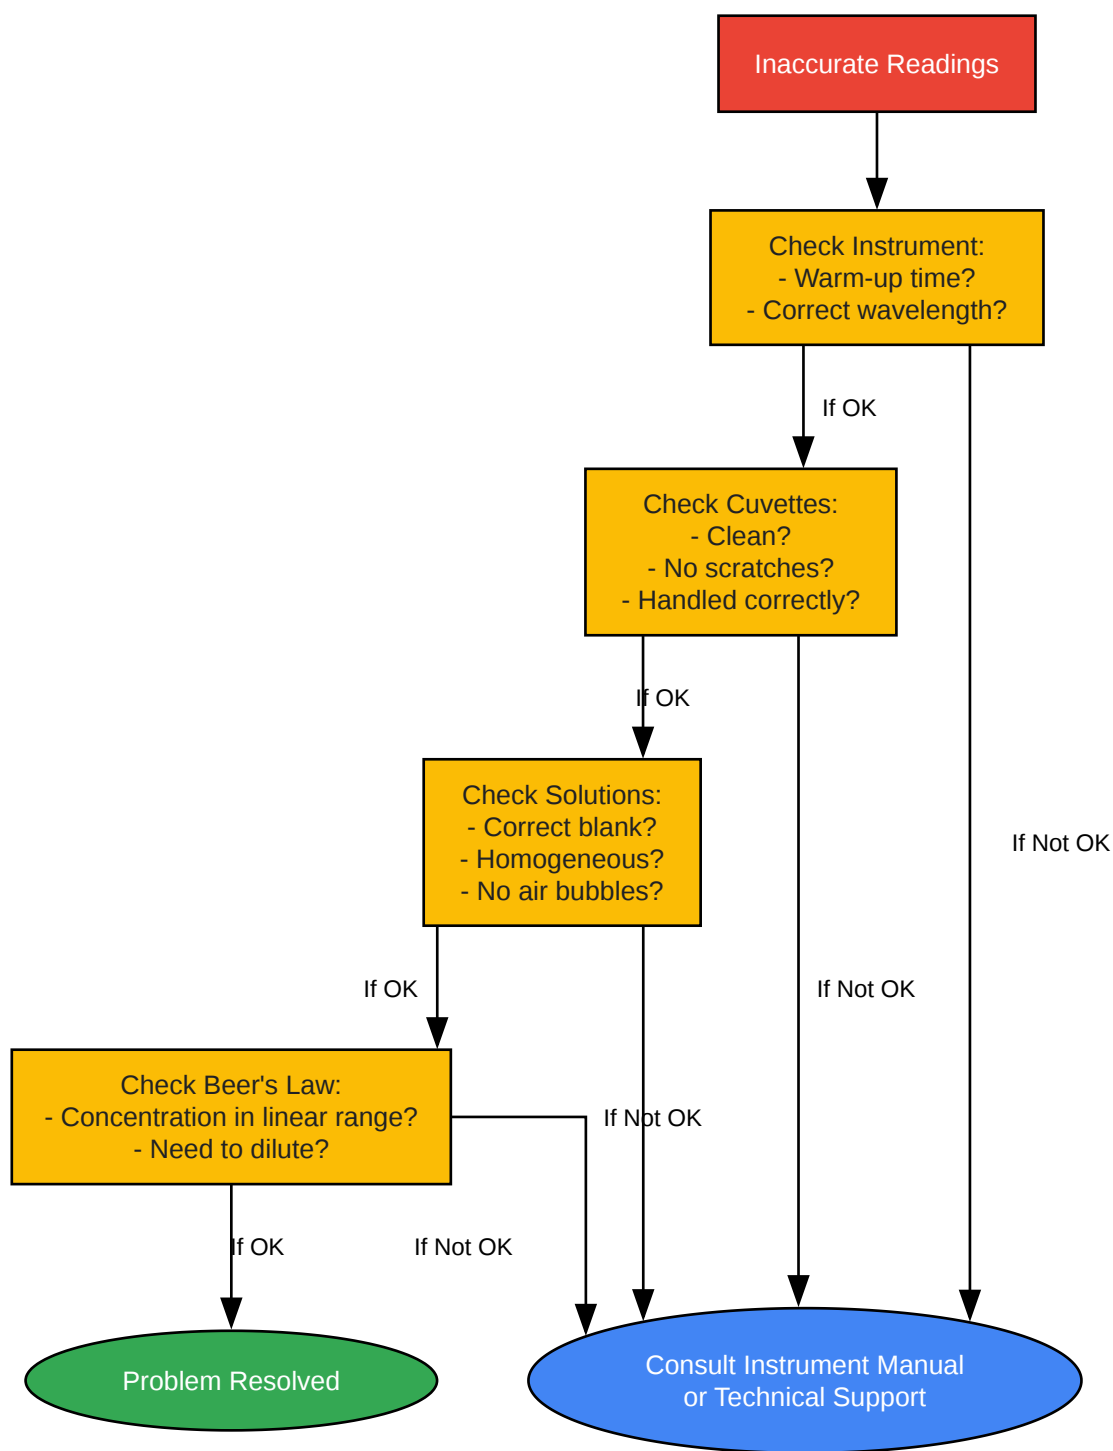 Inaccurate Readings
Check Instrument:
- Warm-up time?
- Correct wavelength?
If OK
Check Cuvettes:
- Clean?
- No scratches?
- Handled correctly?
If OK
Check Solutions:
- Correct blank?
- Homogeneous?
- No air bubbles?
If Not OK
If OK
If Not OK
Check Beer's Law:
- Concentration in linear range?
- Need to dilute?
If Not OK
If OK
If Not OK
Problem Resolved
Consult Instrument Manual
or Technical Support